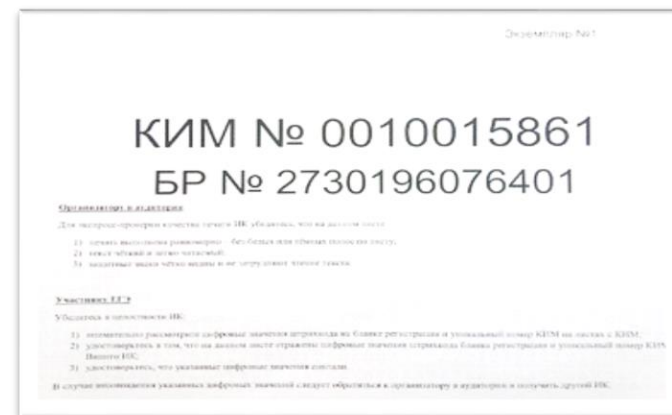 Экземпляр №1
КИМ № 0010015861
БР № 2730196076401
Организатору в аудитории
Для экспресс-проверки качества печати ИК убедитесь, что на данном листе
1) печать выполнена равномерно – без белых или тёмных полос по листу;
2) текст чёткий и легко читаемый;
3) защитные знаки чётко видны и не затрудняют чтения текста.
Участнику ЕГЭ
Убедитесь в целостности ИК:
1) внимательно рассмотрите цифровые значения штрихкода на бланке регистрации и уникальный номер КИМ на листах с КИМ;
2) удостоверьтесь в том, что на данном листе отражены цифровые значения штрихкода бланка регистрации и уникальный номер КИМ
Вашего ИК;
3) удостоверьтесь, что указанные цифровые значения совпали.
В случае несовпадения указанных цифровых значений следует обратиться к организатору в аудитории и получить другой ИК